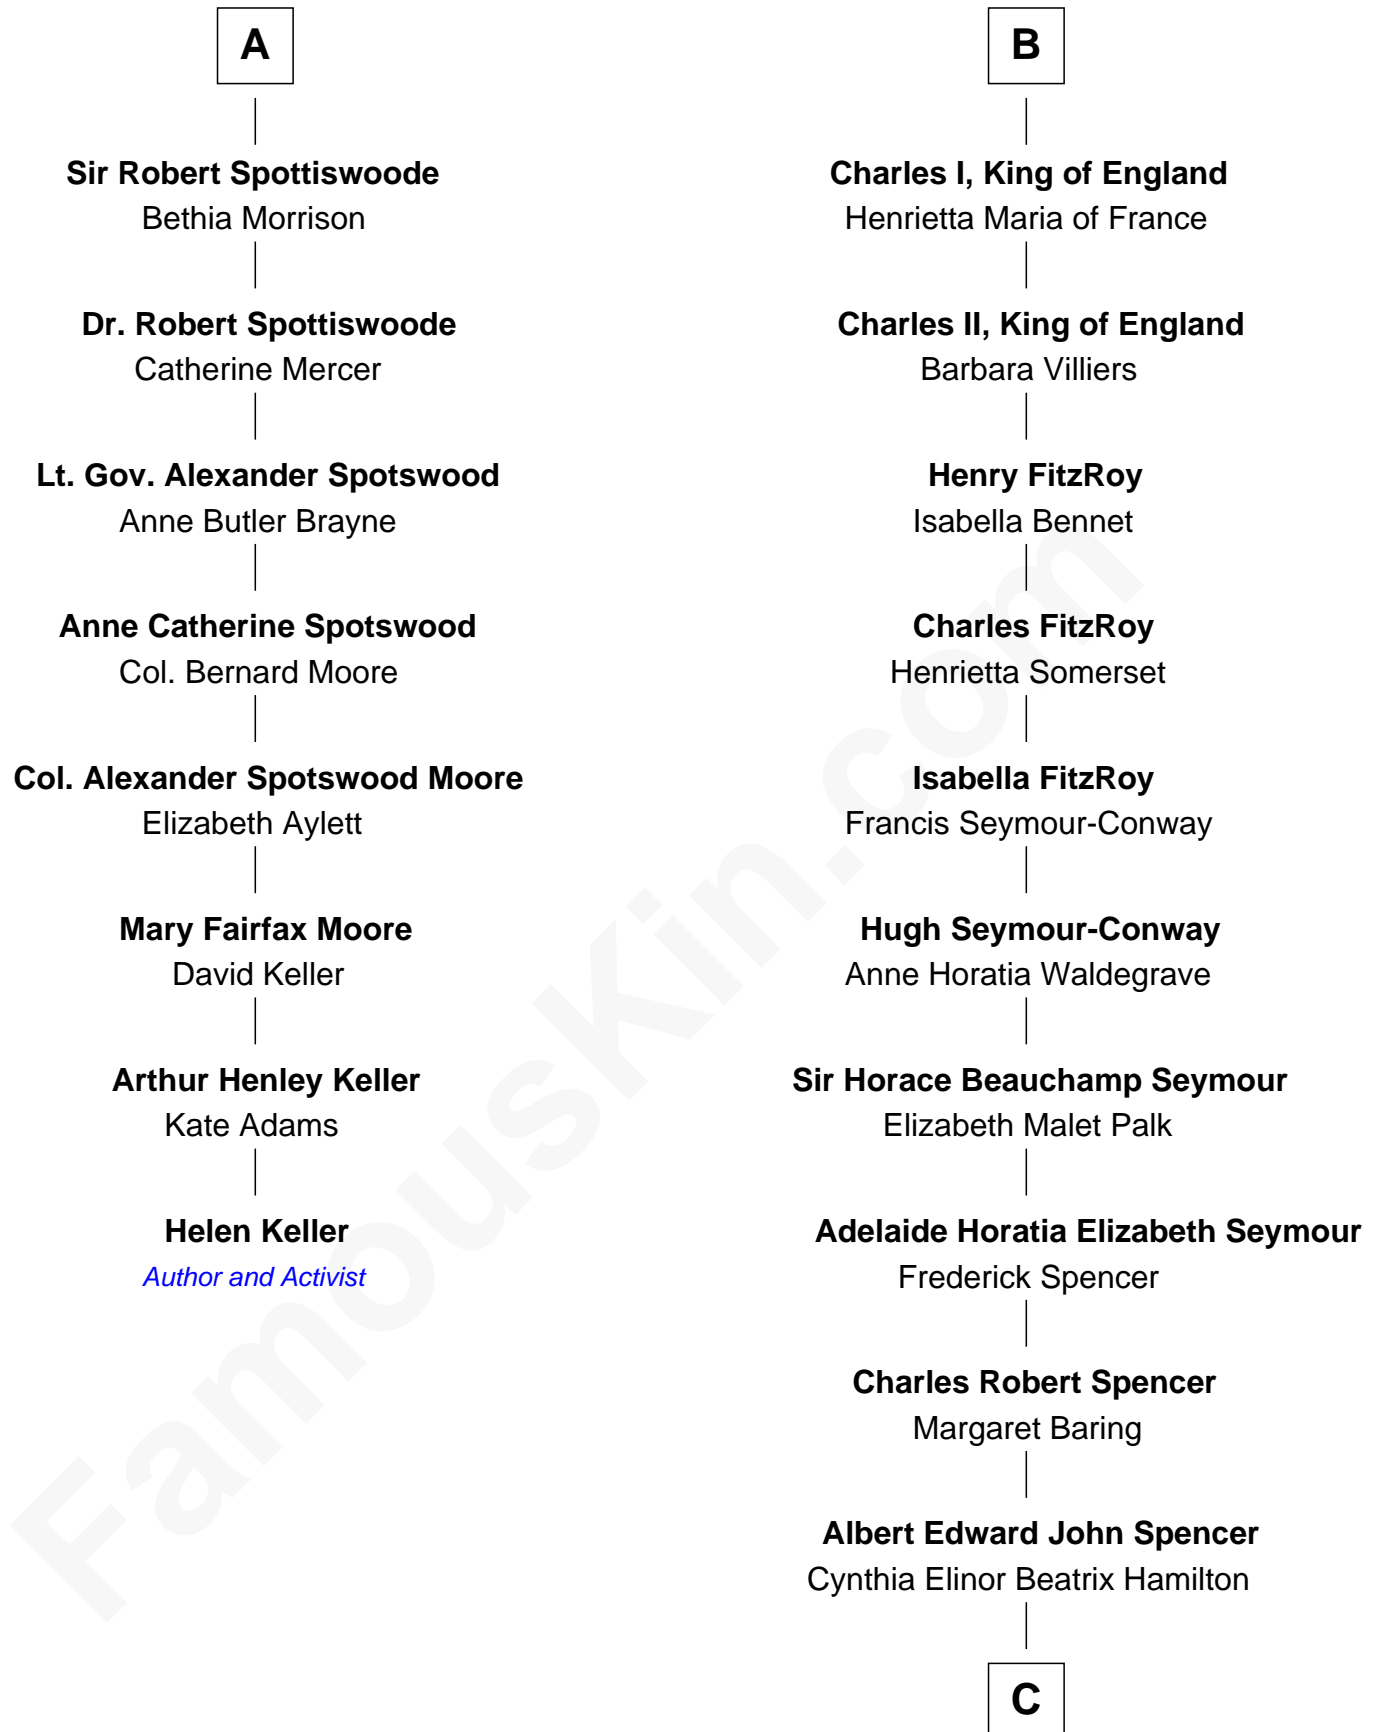 A
Sir Robert Spottiswoode
Bethia Morrison
Dr. Robert Spottiswoode
Catherine Mercer
Lt. Gov. Alexander Spotswood
Anne Butler Brayne
Anne Catherine Spotswood
Col. Bernard Moore
Col. Alexander Spotswood Moore
Elizabeth Aylett
Mary Fairfax Moore
David Keller
Arthur Henley Keller
Kate Adams
Helen Keller
Author and Activist
B
Charles I, King of England
Henrietta Maria of France
Charles II, King of England
Barbara Villiers
Henry FitzRoy
Isabella Bennet
Charles FitzRoy
Henrietta Somerset
Isabella FitzRoy
Francis Seymour-Conway
Hugh Seymour-Conway
Anne Horatia Waldegrave
Sir Horace Beauchamp Seymour
Elizabeth Malet Palk
Adelaide Horatia Elizabeth Seymour
Frederick Spencer
Charles Robert Spencer
Margaret Baring
Albert Edward John Spencer
Cynthia Elinor Beatrix Hamilton
C
FamousKin.com